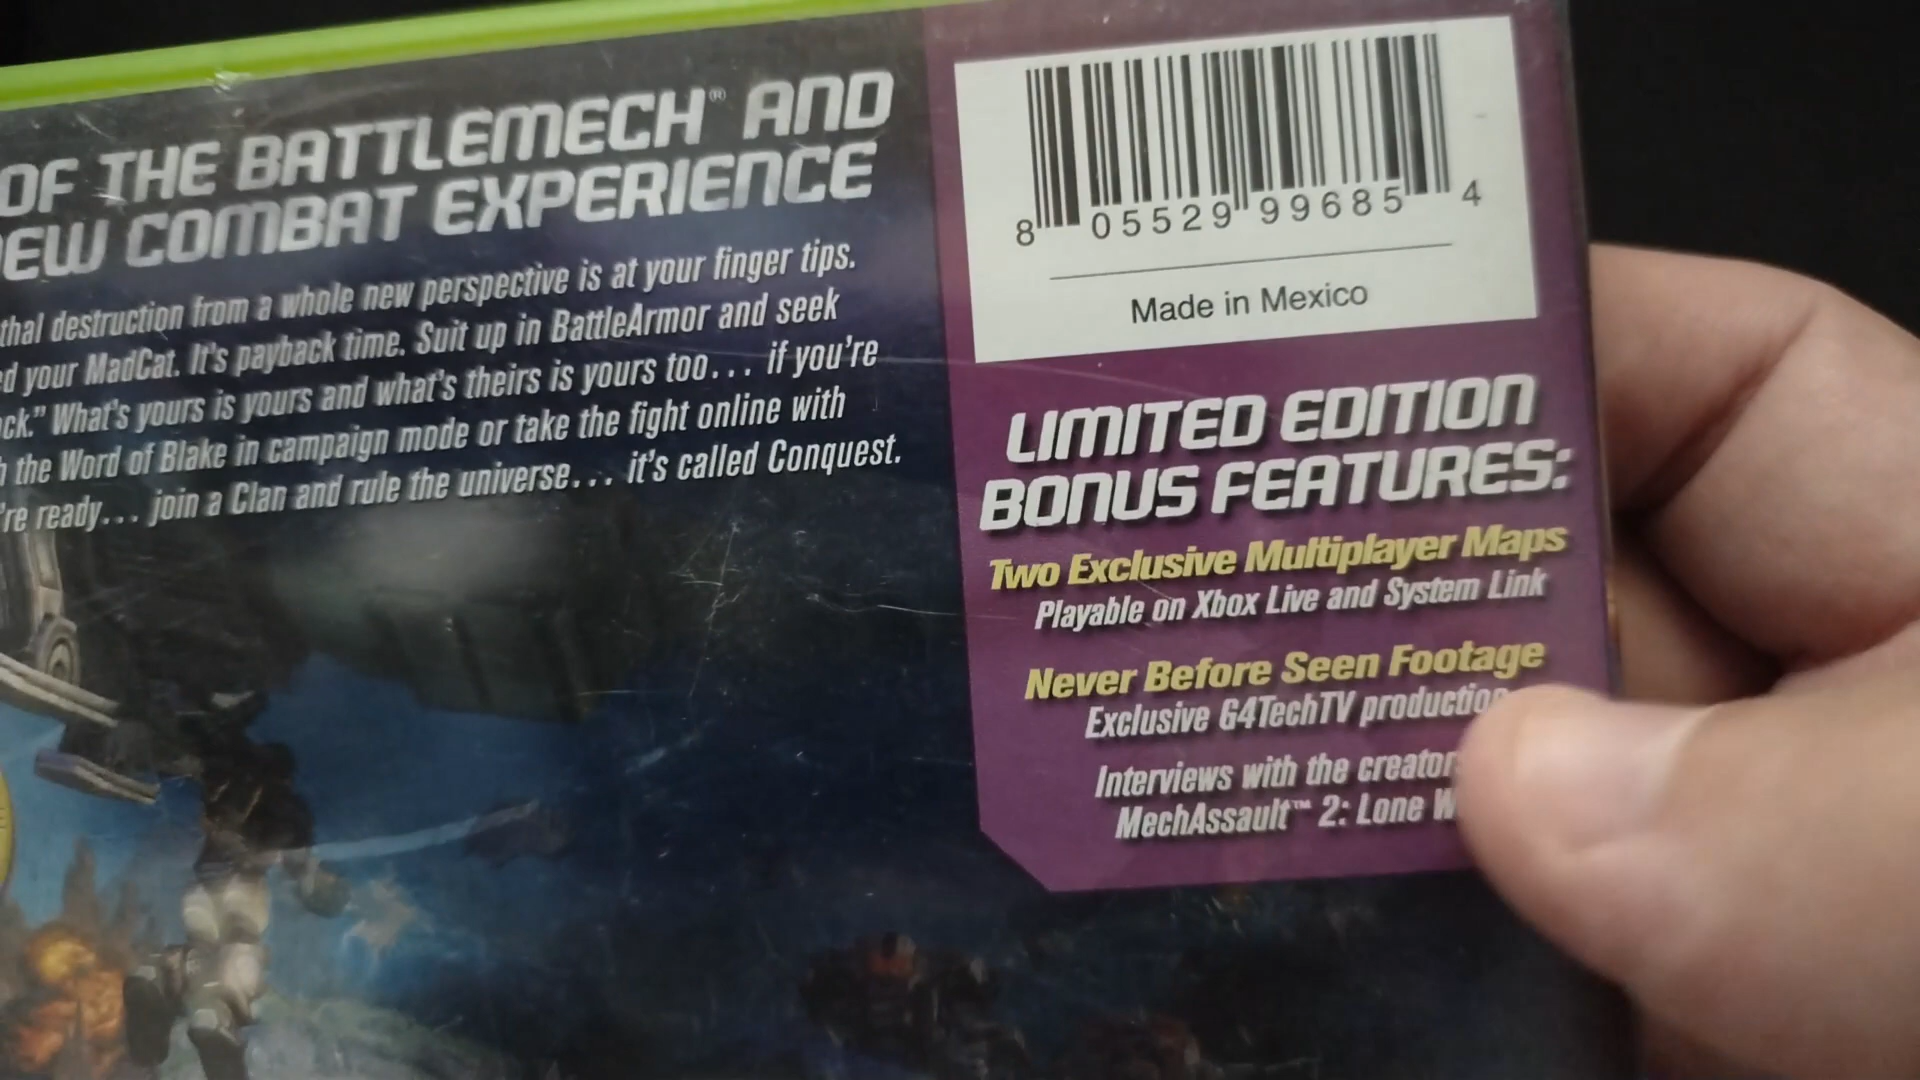 OF THE BATTLEMECH® AND
NEW COMBAT EXPERIENCE
destruction from a whole new perspective is at your finger tips.
your MadCat. It's payback time. Suit up in BattleArmor and seek
What's yours is yours and what's theirs is yours too... if you're
the Word of Blake in campaign mode or take the fight online with
're ready... join a Clan and rule the universe... it's called Conquest.
8 05529 99685 4
Made in Mexico
LIMITED EDITION
BONUS FEATURES:
Two Exclusive Multiplayer Maps
Playable on Xbox Live and System Link
Never Before Seen Footage
Exclusive G4TechTV production
Interviews with the creator
MechAssault™ 2: Lone W